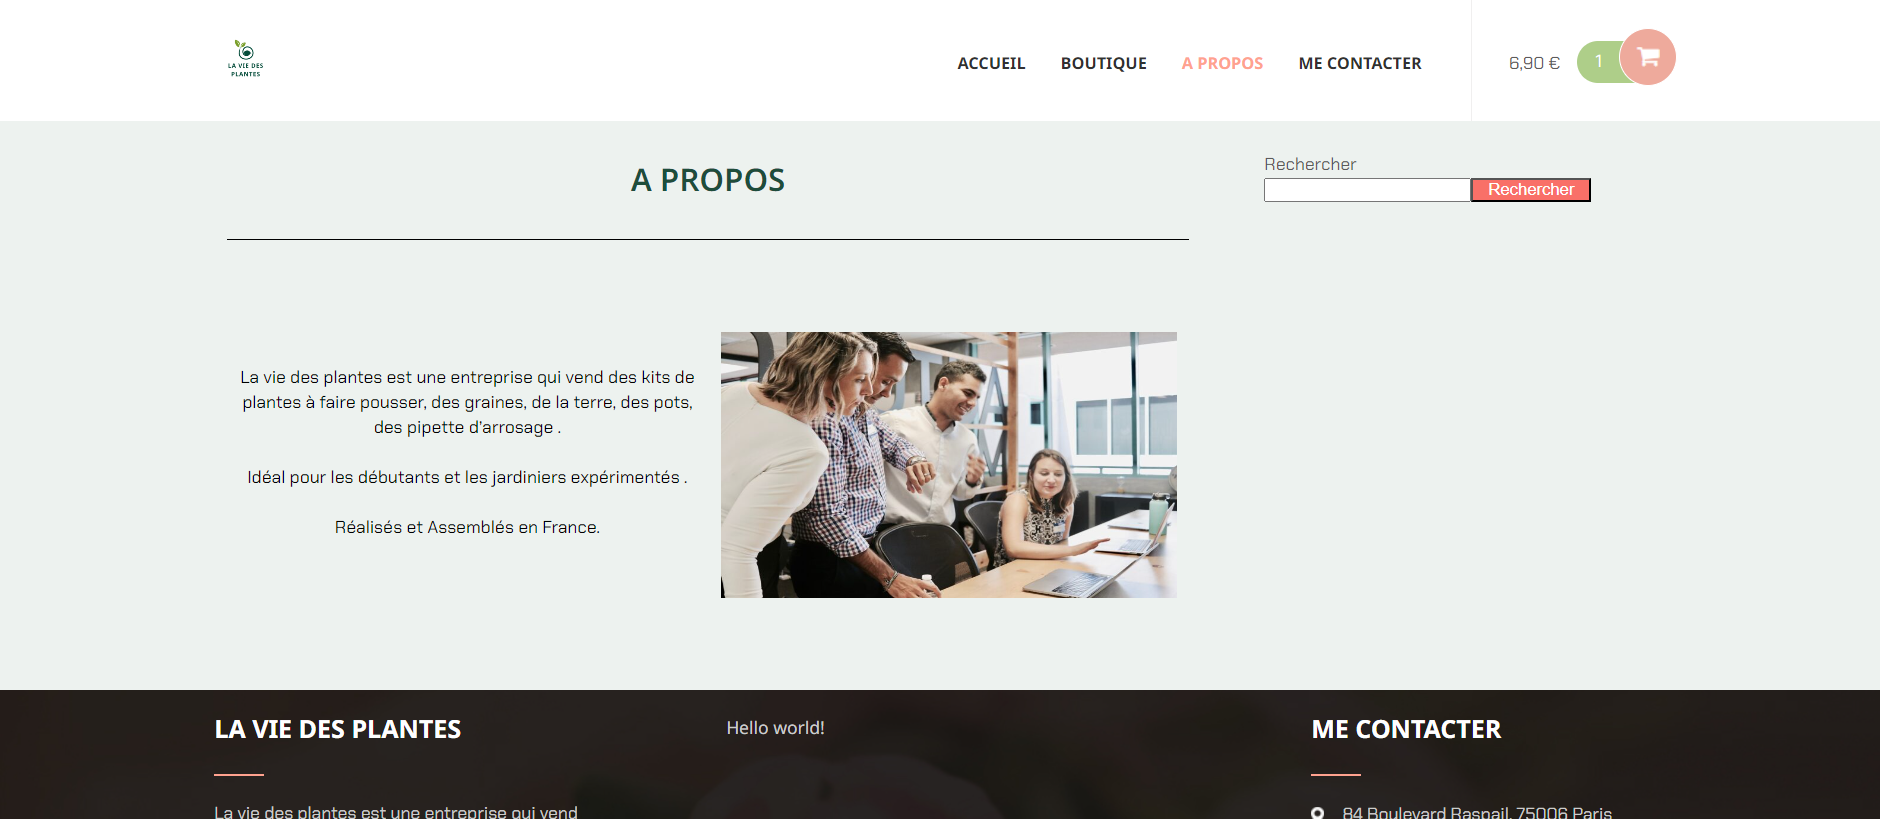 LA VIE DES
PLANTES
ACCUEIL
BOUTIQUE
A PROPOS
ME CONTACTER
6,90 €
1
A PROPOS
Rechercher
Rechercher
La vie des plantes est une entreprise qui vend des kits de
plantes à faire pousser, des graines, de la terre, des pots,
des pipette d'arrosage .
Idéal pour les débutants et les jardiniers expérimentés .
Réalisés et Assemblés en France.
LA VIE DES PLANTES
Hello world!
ME CONTACTER
La vie des plantes est une entreprise qui vend
84 Boulevard Raspail, 75006 Paris